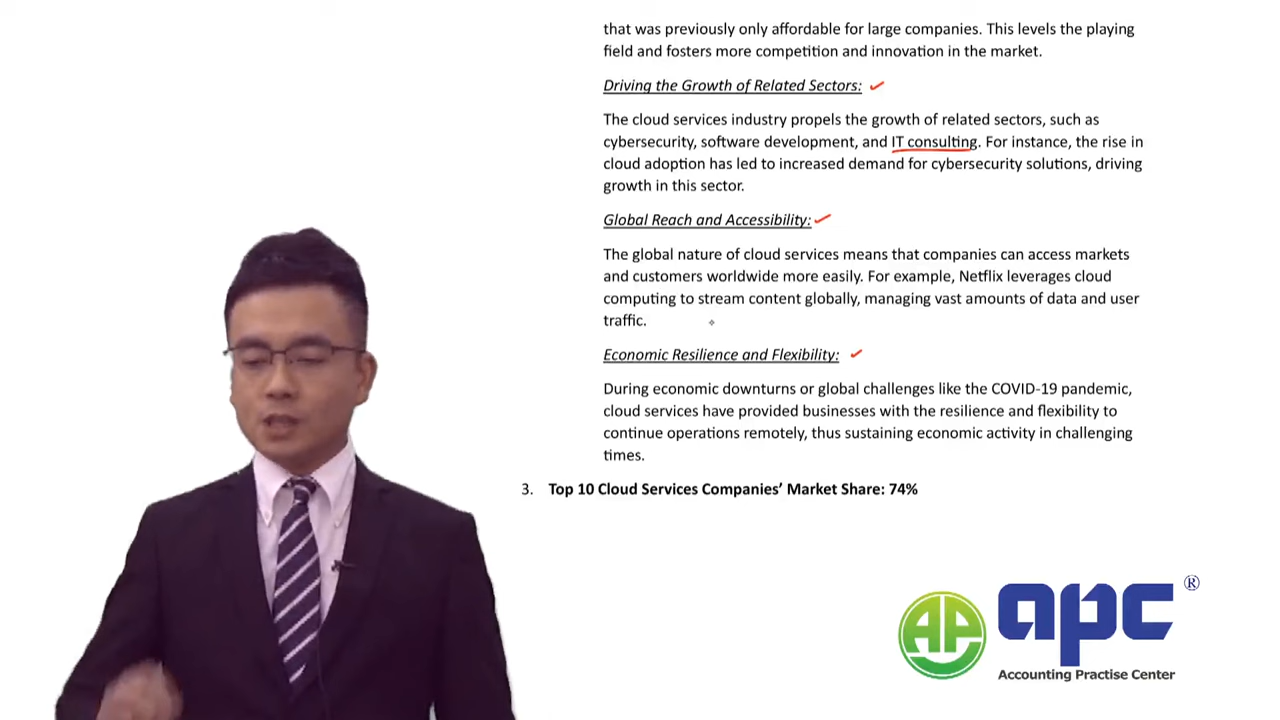 that was previously only affordable for large companies. This levels the playing
field and fosters more competition and innovation in the market.
Driving the Growth of Related Sectors:
The cloud services industry propels the growth of related sectors, such as
cybersecurity, software development, and IT consulting. For instance, the rise in
cloud adoption has led to increased demand for cybersecurity solutions, driving
growth in this sector.
Global Reach and Accessibility:
The global nature of cloud services means that companies can access markets
and customers worldwide more easily. For example, Netflix leverages cloud
computing to stream content globally, managing vast amounts of data and user
traffic.
Economic Resilience and Flexibility:
During economic downturns or global challenges like the COVID-19 pandemic,
cloud services have provided businesses with the resilience and flexibility to
continue operations remotely, thus sustaining economic activity in challenging
times.
3. Top 10 Cloud Services Companies’ Market Share: 74%
AP apc ®
Accounting Practise Center